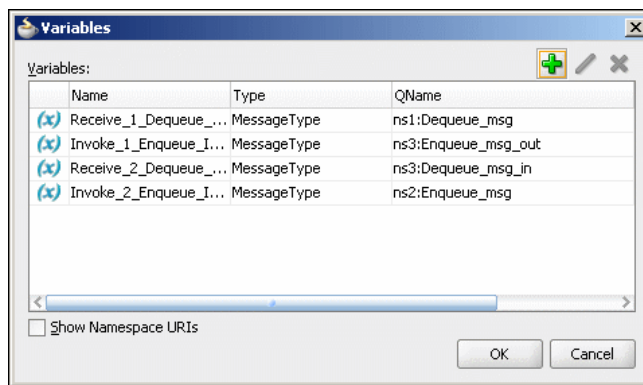 Variables
Variables:
Name Type QName
(x) Receive_1_Dequeue_... MessageType ns1:Dequeue_msg
(x) Invoke_1_Enqueue_I... MessageType ns3:Enqueue_msg_out
(x) Receive_2_Dequeue_... MessageType ns3:Dequeue_msg_in
(x) Invoke_2_Enqueue_I... MessageType ns2:Enqueue_msg
Show Namespace URIs
OK Cancel